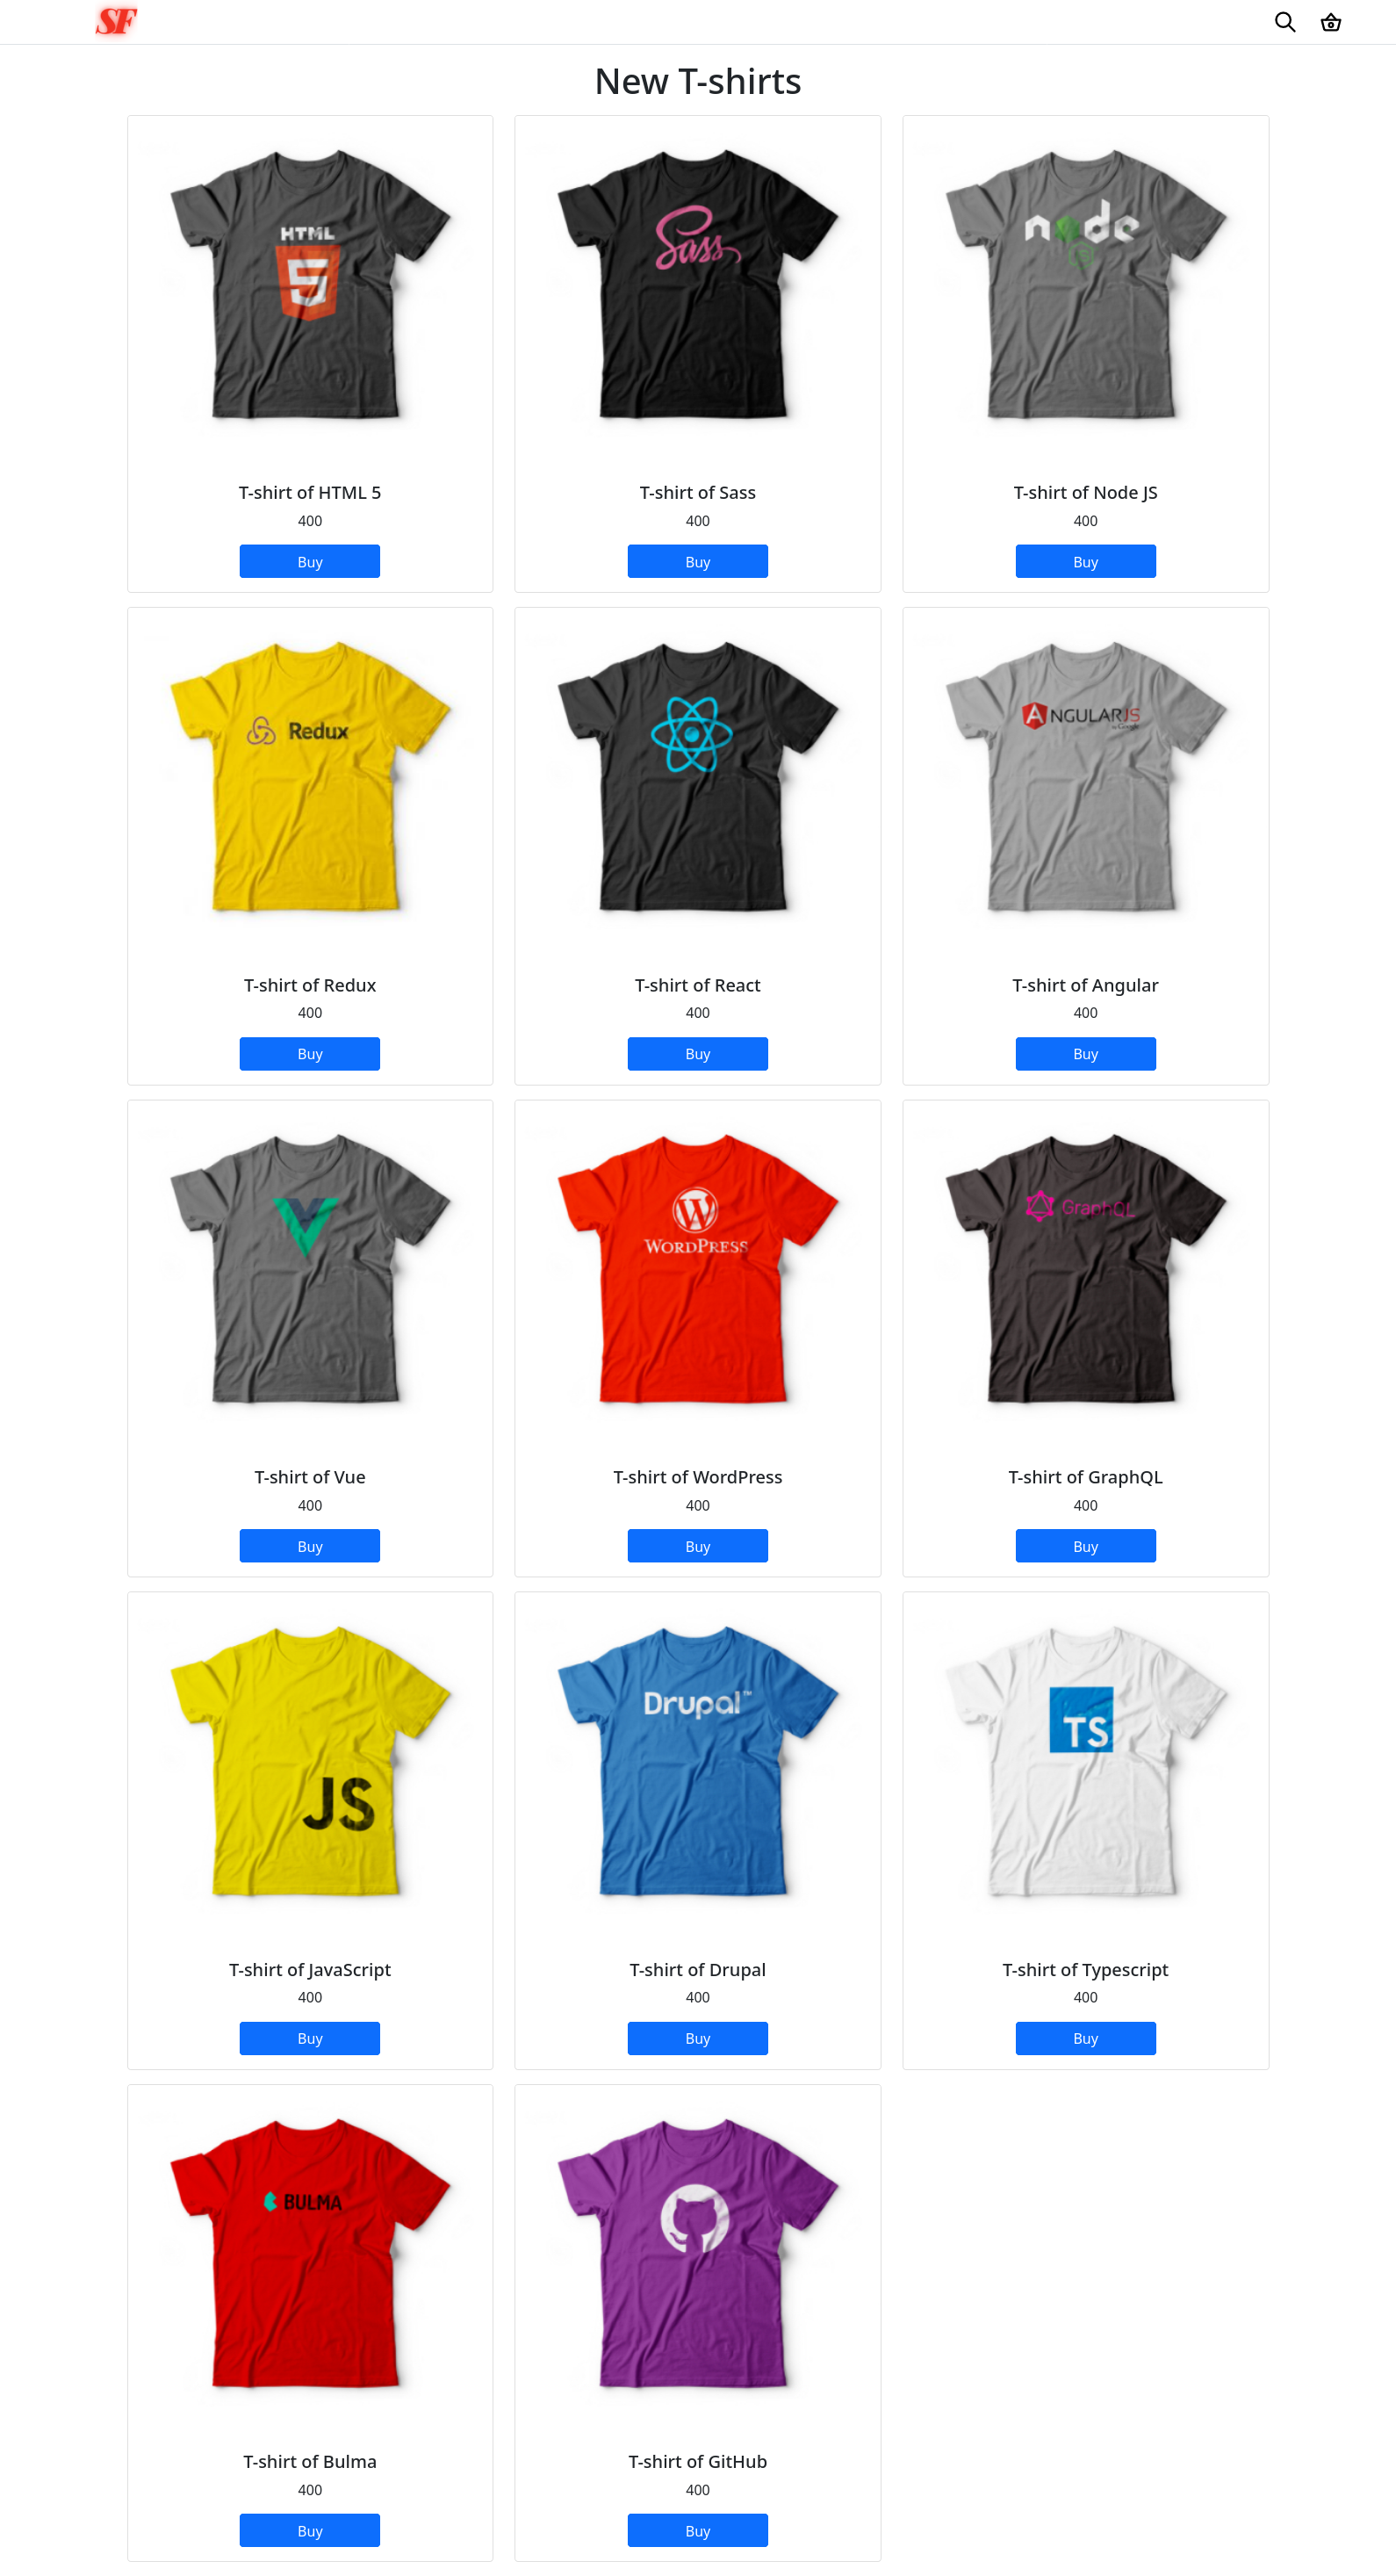 SF
New T-shirts
HTML
5
Sass
node
JS
T-shirt of HTML 5
T-shirt of Sass
T-shirt of Node JS
400
400
400
Buy
Buy
Buy
Redux
ANGULARJS
by Google
T-shirt of Redux
T-shirt of React
T-shirt of Angular
400
400
400
Buy
Buy
Buy
W
WORDPRESS
GraphQL
T-shirt of Vue
T-shirt of WordPress
T-shirt of GraphQL
400
400
400
Buy
Buy
Buy
JS
Drupal™
TS
T-shirt of JavaScript
T-shirt of Drupal
T-shirt of Typescript
400
400
400
Buy
Buy
Buy
BULMA
T-shirt of Bulma
T-shirt of GitHub
400
400
Buy
Buy